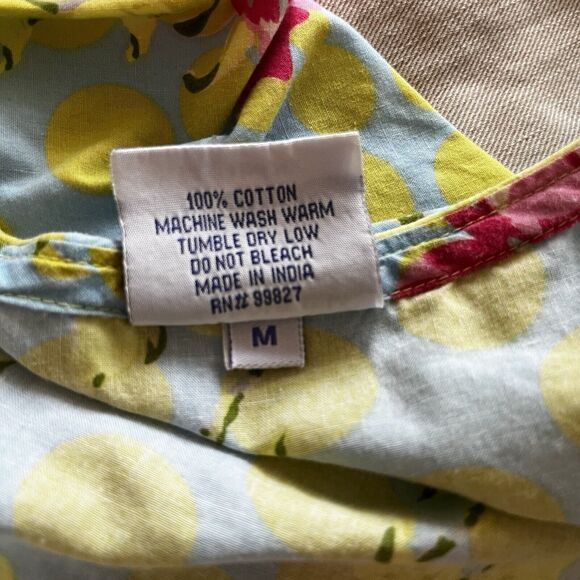 100% COTTON
MACHINE WASH WARM
TUMBLE DRY LOW
DO NOT BLEACH
MADE IN INDIA
RN# 99827
M